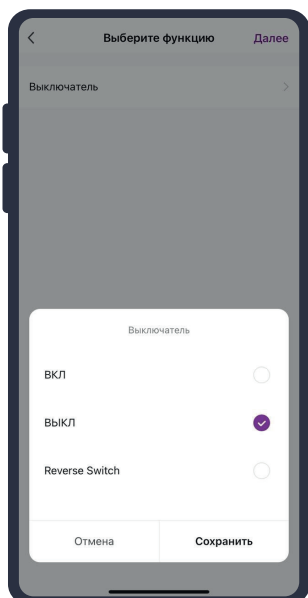 Выберите функцию Далее
Выключатель
Выключатель
ВКЛ
ВЫКЛ
Reverse Switch
Отмена Сохранить